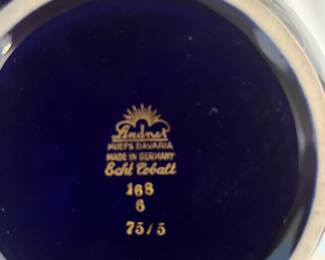 Lindner
KUEPS BAVARIA
MADE IN GERMANY
Echt Cobalt
168
6
75/5